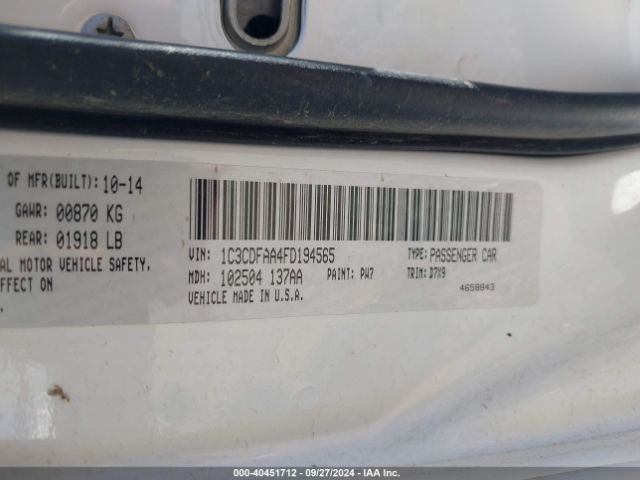 OF MFR(BUILT): 10-14
GAWR: 00870 KG
REAR: 01918 LB
AL MOTOR VEHICLE SAFETY,
EFFECT ON
VIN: 1C3CDFAA4FD194565
TYPE: PASSENGER CAR
MDH: 102504 137AA
PAINT: PW7
TRIM: D7X9
VEHICLE MADE IN U.S.A.
4658843
000-40451712 - 09/27/2024 - IAA Inc.